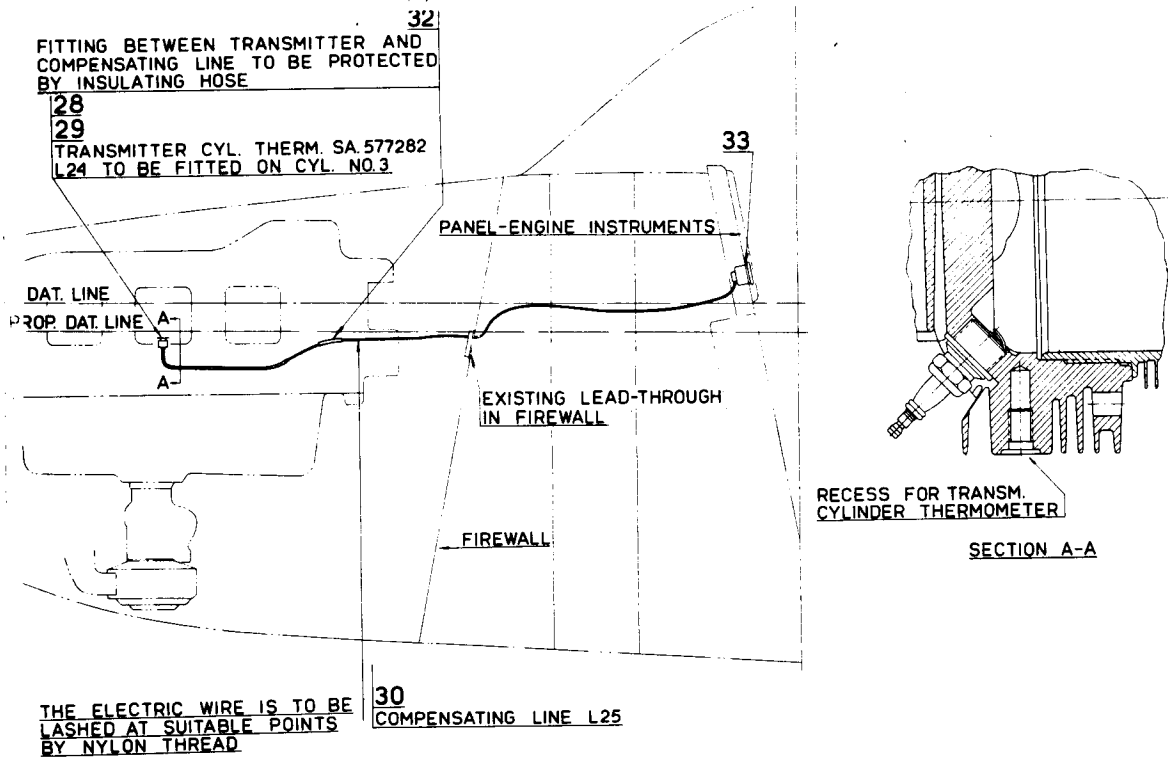 32
FITTING BETWEEN TRANSMITTER AND
COMPENSATING LINE TO BE PROTECTED
BY INSULATING HOSE
28
29
TRANSMITTER CYL. THERM. SA.577282
L24 TO BE FITTED ON CYL. NO.3
33
PANEL-ENGINE INSTRUMENTS
DAT. LINE
PROP. DAT. LINE
A
A
EXISTING LEAD-THROUGH
IN FIREWALL
FIREWALL
RECESS FOR TRANSM.
CYLINDER THERMOMETER
SECTION A-A
THE ELECTRIC WIRE IS TO BE
LASHED AT SUITABLE POINTS
BY NYLON THREAD
30
COMPENSATING LINE L25